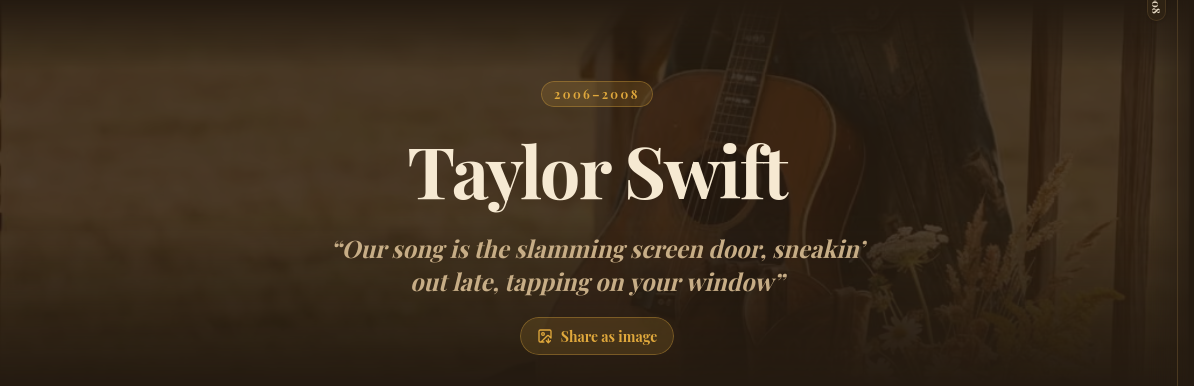 2006–2008
Taylor Swift
“Our song is the slamming screen door, sneakin’
out late, tapping on your window”
Share as image